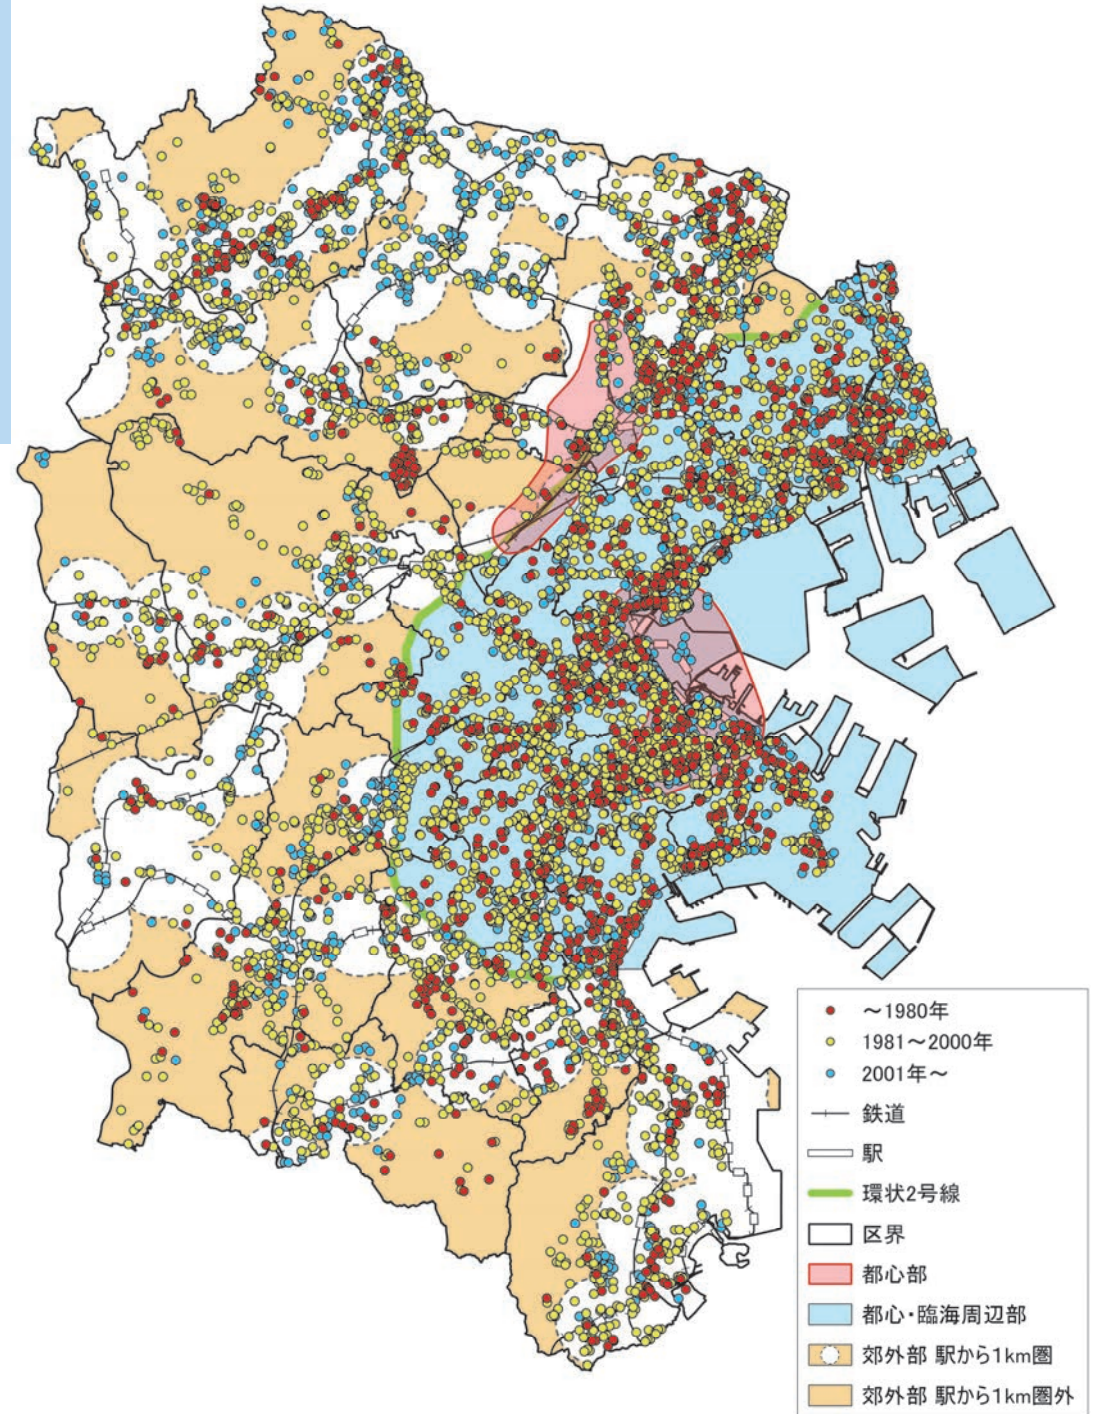 ～1980年
1981～2000年
2001年～
鉄道
駅
環状2号線
区界
都心部
都心・臨海周辺部
郊外部 駅から1km圏
郊外部 駅から1km圏外